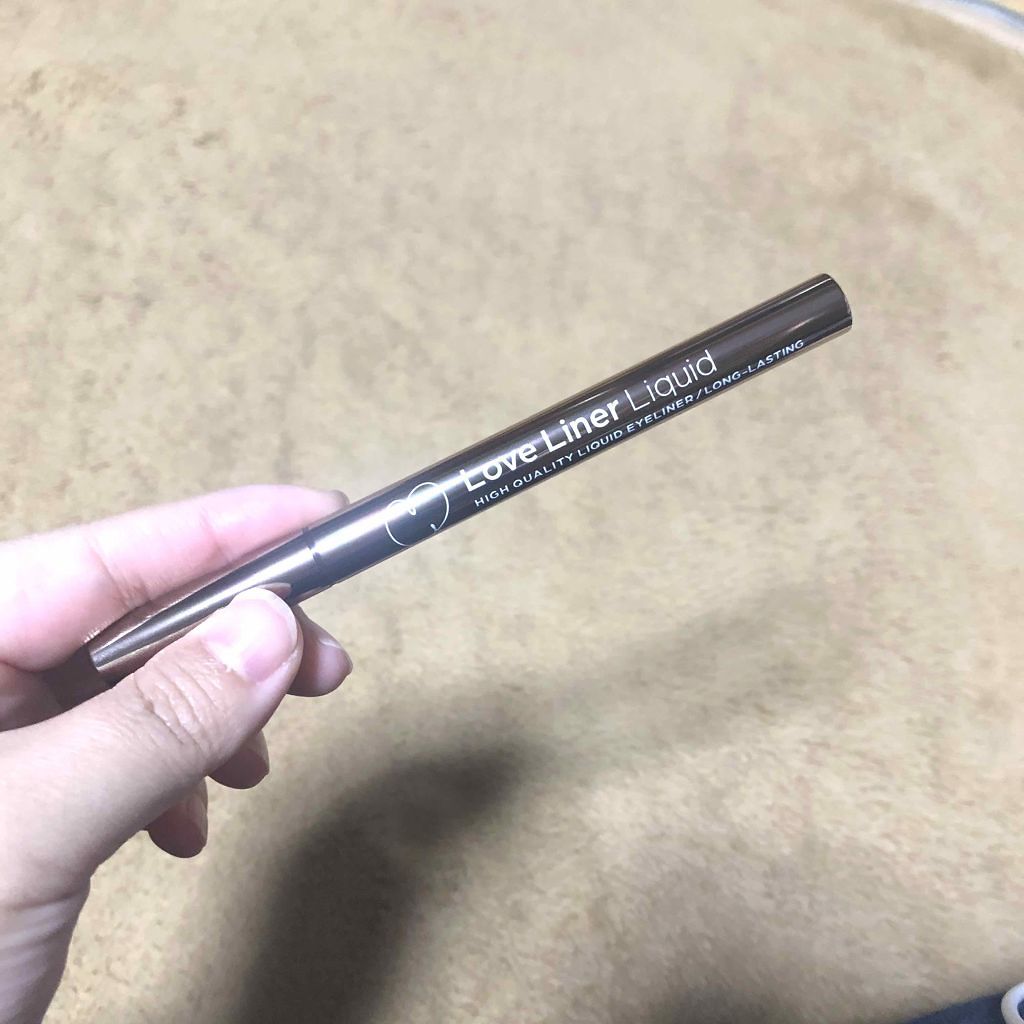 Love Liner Liquid
HIGH QUALITY LIQUID EYELINER/LONG-LASTING